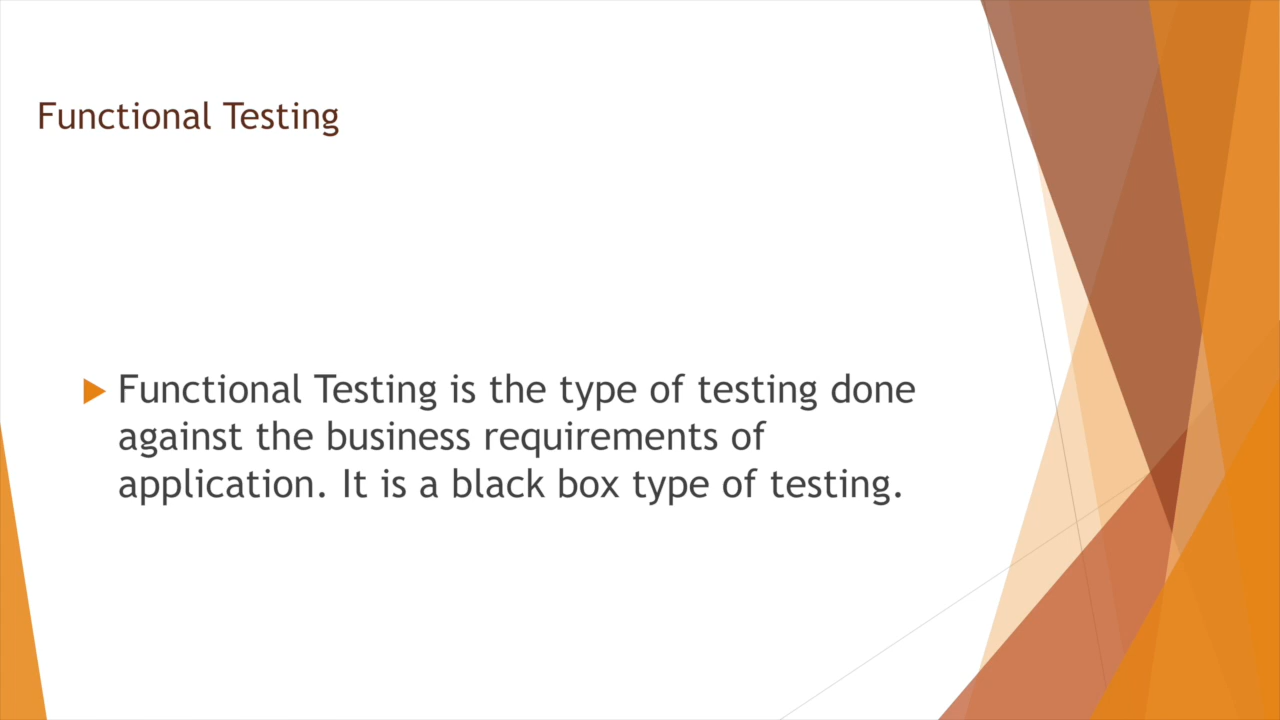 Functional Testing
Functional Testing is the type of testing done
against the business requirements of
application. It is a black box type of testing.